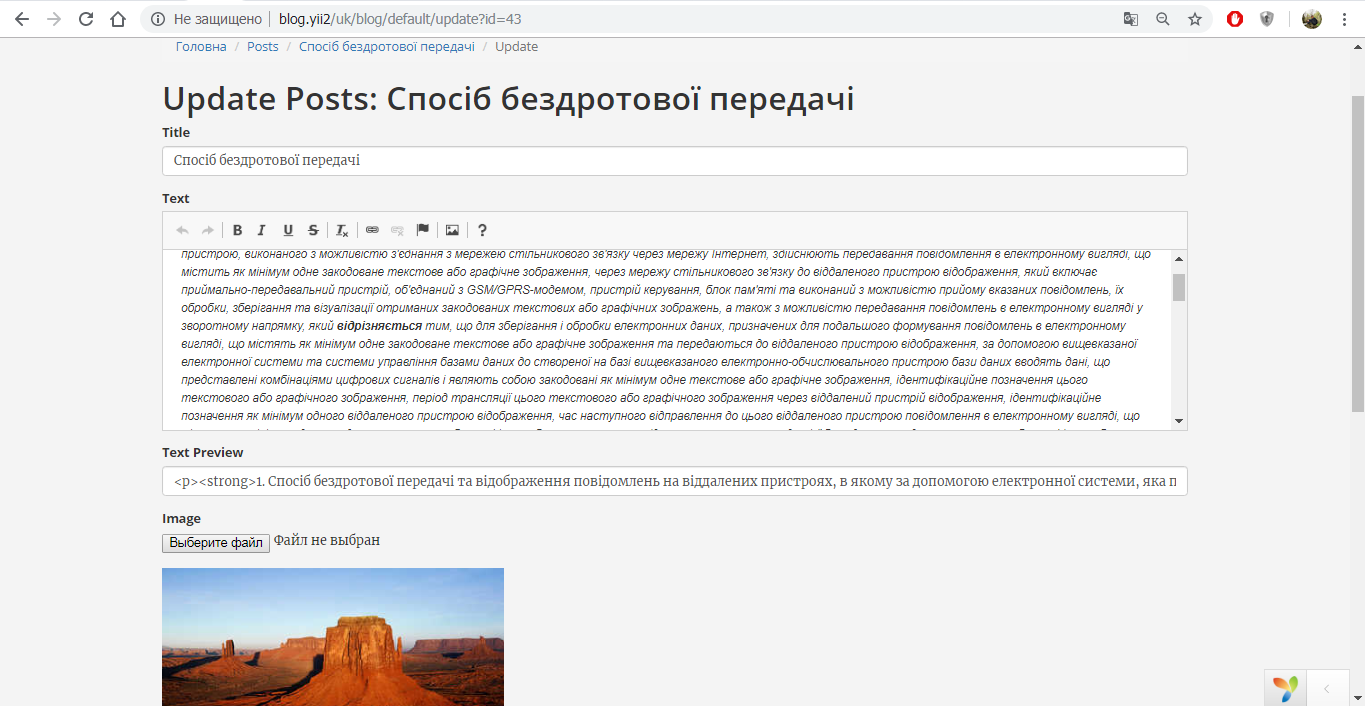 Не защищено | blog.yii2/uk/blog/default/update?id=43
Головна / Posts / Спосіб бездротової передачі / Update
Update Posts: Спосіб бездротової передачі
Title
Спосіб бездротової передачі
Text
B I U S Tx ?
пристрою, виконаного з можливістю з'єднання з мережею стільникового зв'язку через мережу Інтернет, здійснюють передавання повідомлення в електронному вигляді, що
містить як мінімум одне закодоване текстове або графічне зображення, через мережу стільникового зв'язку до віддаленого пристрою відображення, який включає
приймально-передавальний пристрій, об'єднаний з GSM/GPRS-модемом, пристрій керування, блок пам'яті та виконаний з можливістю прийому вказаних повідомлень, їх
обробки, зберігання та візуалізації отриманих закодованих текстових або графічних зображень, а також з можливістю передавання повідомлень в електронному вигляді у
зворотному напрямку, який відрізняється тим, що для зберігання і обробки електронних даних, призначених для подальшого формування повідомлень в електронному
вигляді, що містять як мінімум одне закодоване текстове або графічне зображення та передаються до віддаленого пристрою відображення, за допомогою вищевказаної
електронної системи та системи управління базами даних до створеної на базі вищевказаного електронно-обчислювального пристрою бази даних вводять дані, що
представлені комбінаціями цифрових сигналів і являють собою закодовані як мінімум одне текстове або графічне зображення, ідентифікаційне позначення цього
текстового або графічного зображення, період трансляції цього текстового або графічного зображення через віддалений пристрій відображення, ідентифікаційне
позначення як мінімум одного віддаленого пристрою відображення, час наступного відправлення до цього віддаленого пристрою повідомлення в електронному вигляді, що
Text Preview
<p><strong>1. Спосіб бездротової передачі та відображення повідомлень на віддалених пристроях, в якому за допомогою електронної системи, яка п
Image
Выберите файл Файл не выбран